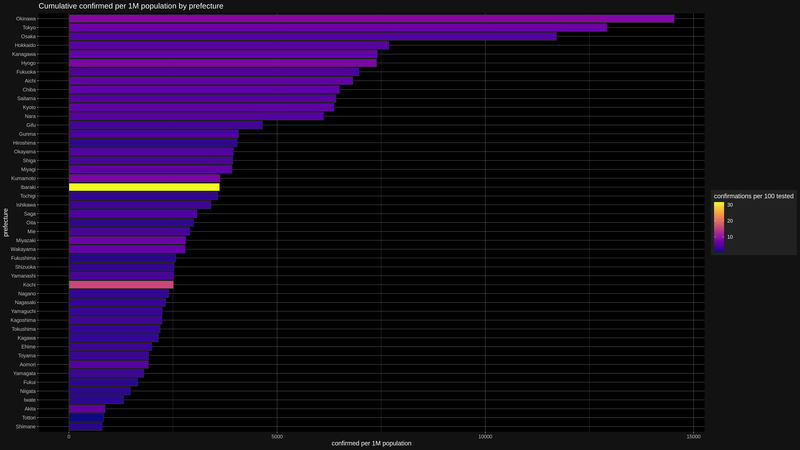 Cumulative confirmed per 1M population by prefecture
Okinawa
Tokyo
Osaka
Hokkaido
Kanagawa
Hyogo
Fukuoka
Aichi
Chiba
Saitama
Kyoto
Nara
Gifu
Gunma
Hiroshima
Okayama
Shiga
Miyagi
Kumamoto
Ibaraki
Tochigi
Ishikawa
Saga
Oita
Mie
Miyazaki
Wakayama
Fukushima
Shizuoka
Yamanashi
Kochi
Nagano
Nagasaki
Yamaguchi
Kagoshima
Tokushima
Kagawa
Ehime
Toyama
Aomori
Yamagata
Fukui
Niigata
Iwate
Akita
Tottori
Shimane
prefecture
0 5000 10000 15000
confirmed per 1M population
confirmations per 100 tested
30
20
10